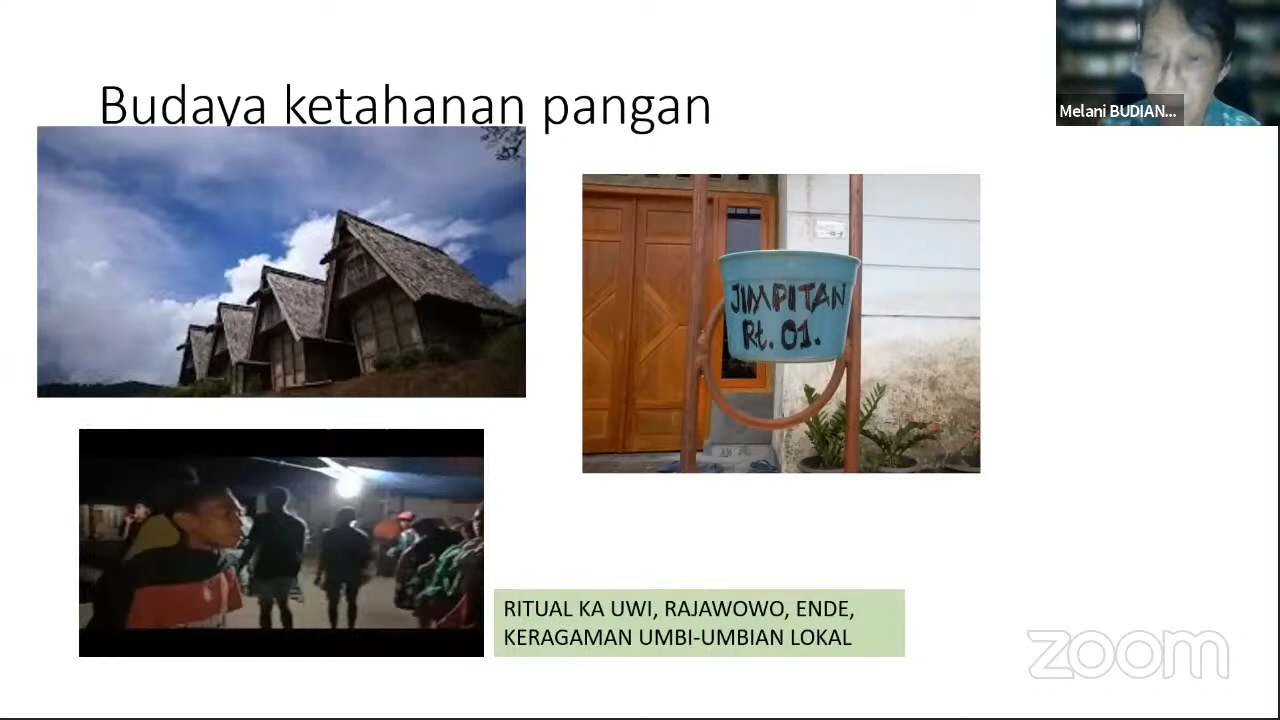 Budaya ketahanan pangan
Melani BUDIAN...
JIMPITAN
Rt. 01.
RITUAL KA UWI, RAJAWOWO, ENDE,
KERAGAMAN UMBI-UMBIAN LOKAL
zoom